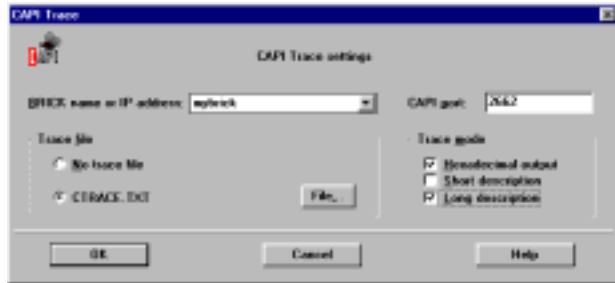 CAPI Trace
CAPI Trace settings
BRICK name or IP address: mybrick
CAPI port: 2662
Trace file
No trace file
CTRACE.TXT
File...
Trace mode
Hexadecimal output
Short description
Long description
OK
Cancel
Help